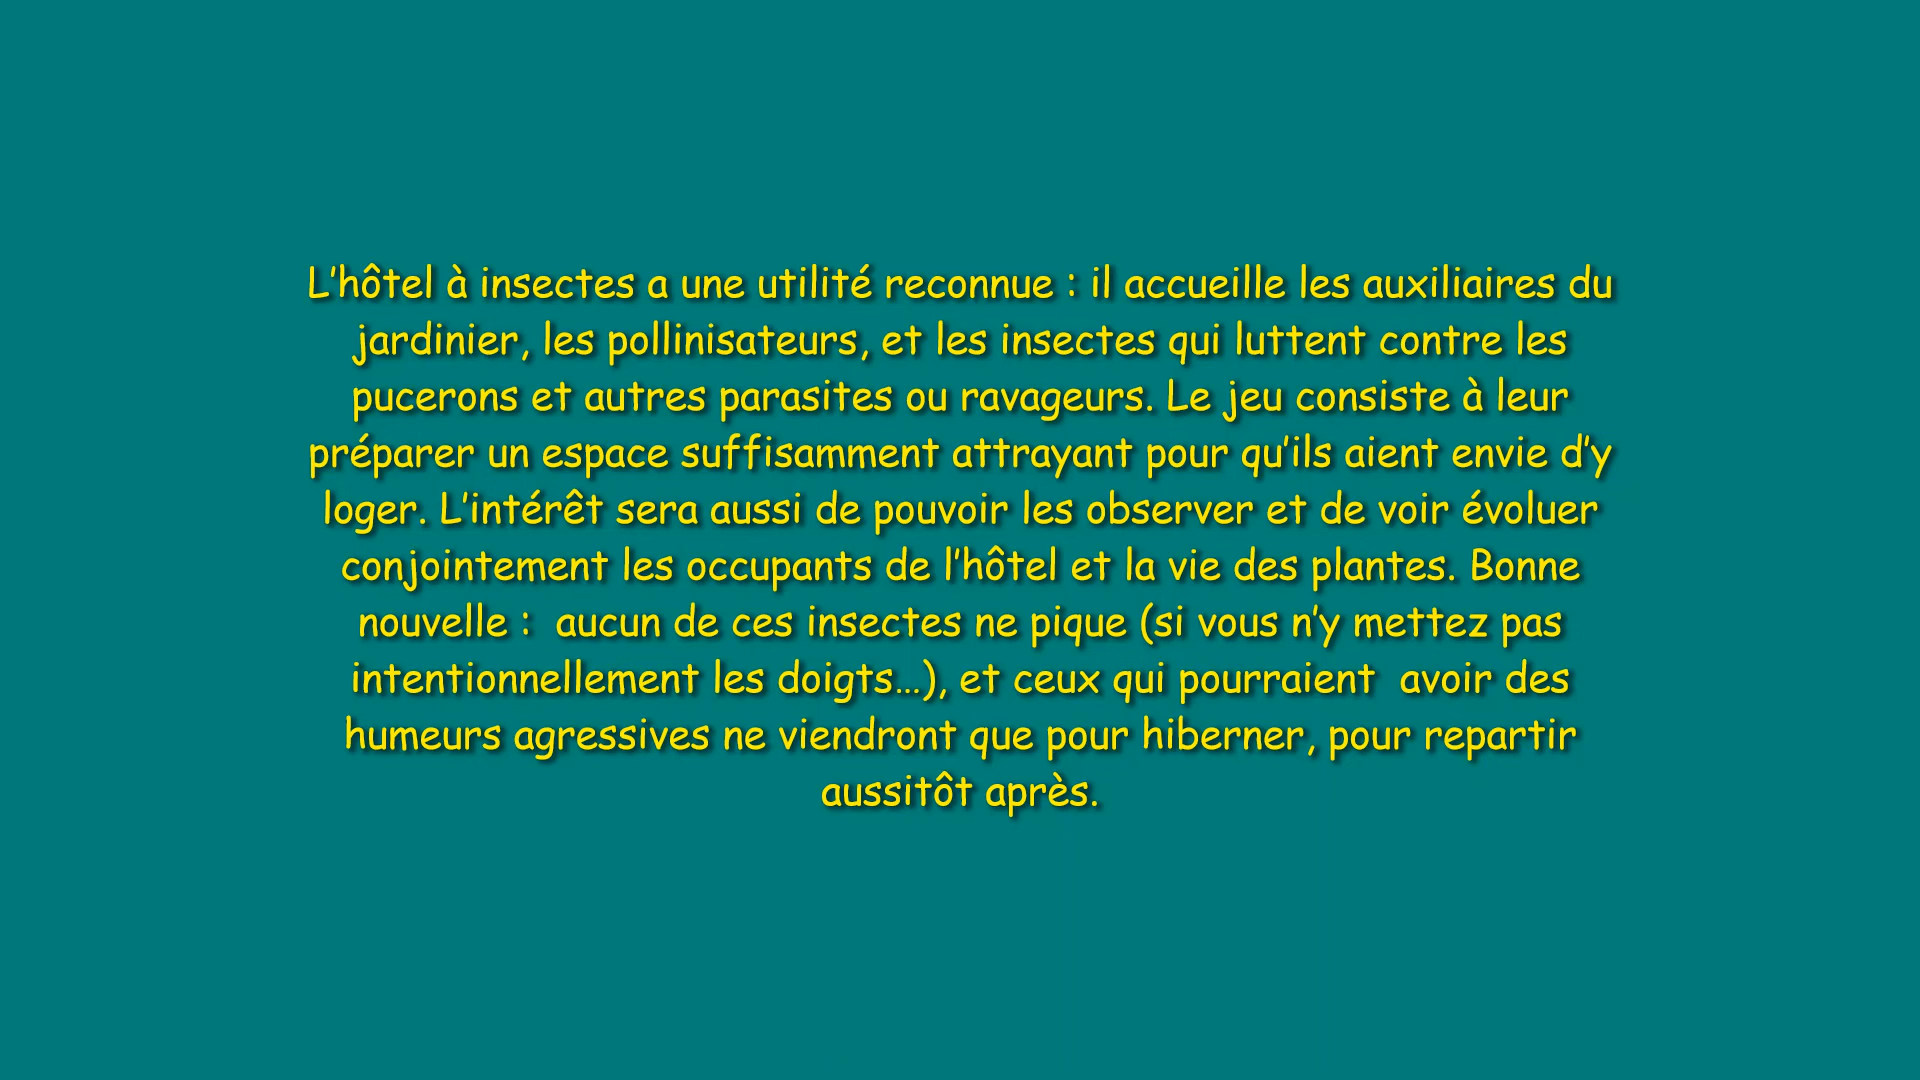 L’hôtel à insectes a une utilité reconnue : il accueille les auxiliaires du
jardinier, les pollinisateurs, et les insectes qui luttent contre les
pucerons et autres parasites ou ravageurs. Le jeu consiste à leur
préparer un espace suffisamment attrayant pour qu’ils aient envie d’y
loger. L’intérêt sera aussi de pouvoir les observer et de voir évoluer
conjointement les occupants de l’hôtel et la vie des plantes. Bonne
nouvelle :  aucun de ces insectes ne pique (si vous n’y mettez pas
intentionnellement les doigts…), et ceux qui pourraient  avoir des
humeurs agressives ne viendront que pour hiberner, pour repartir
aussitôt après.